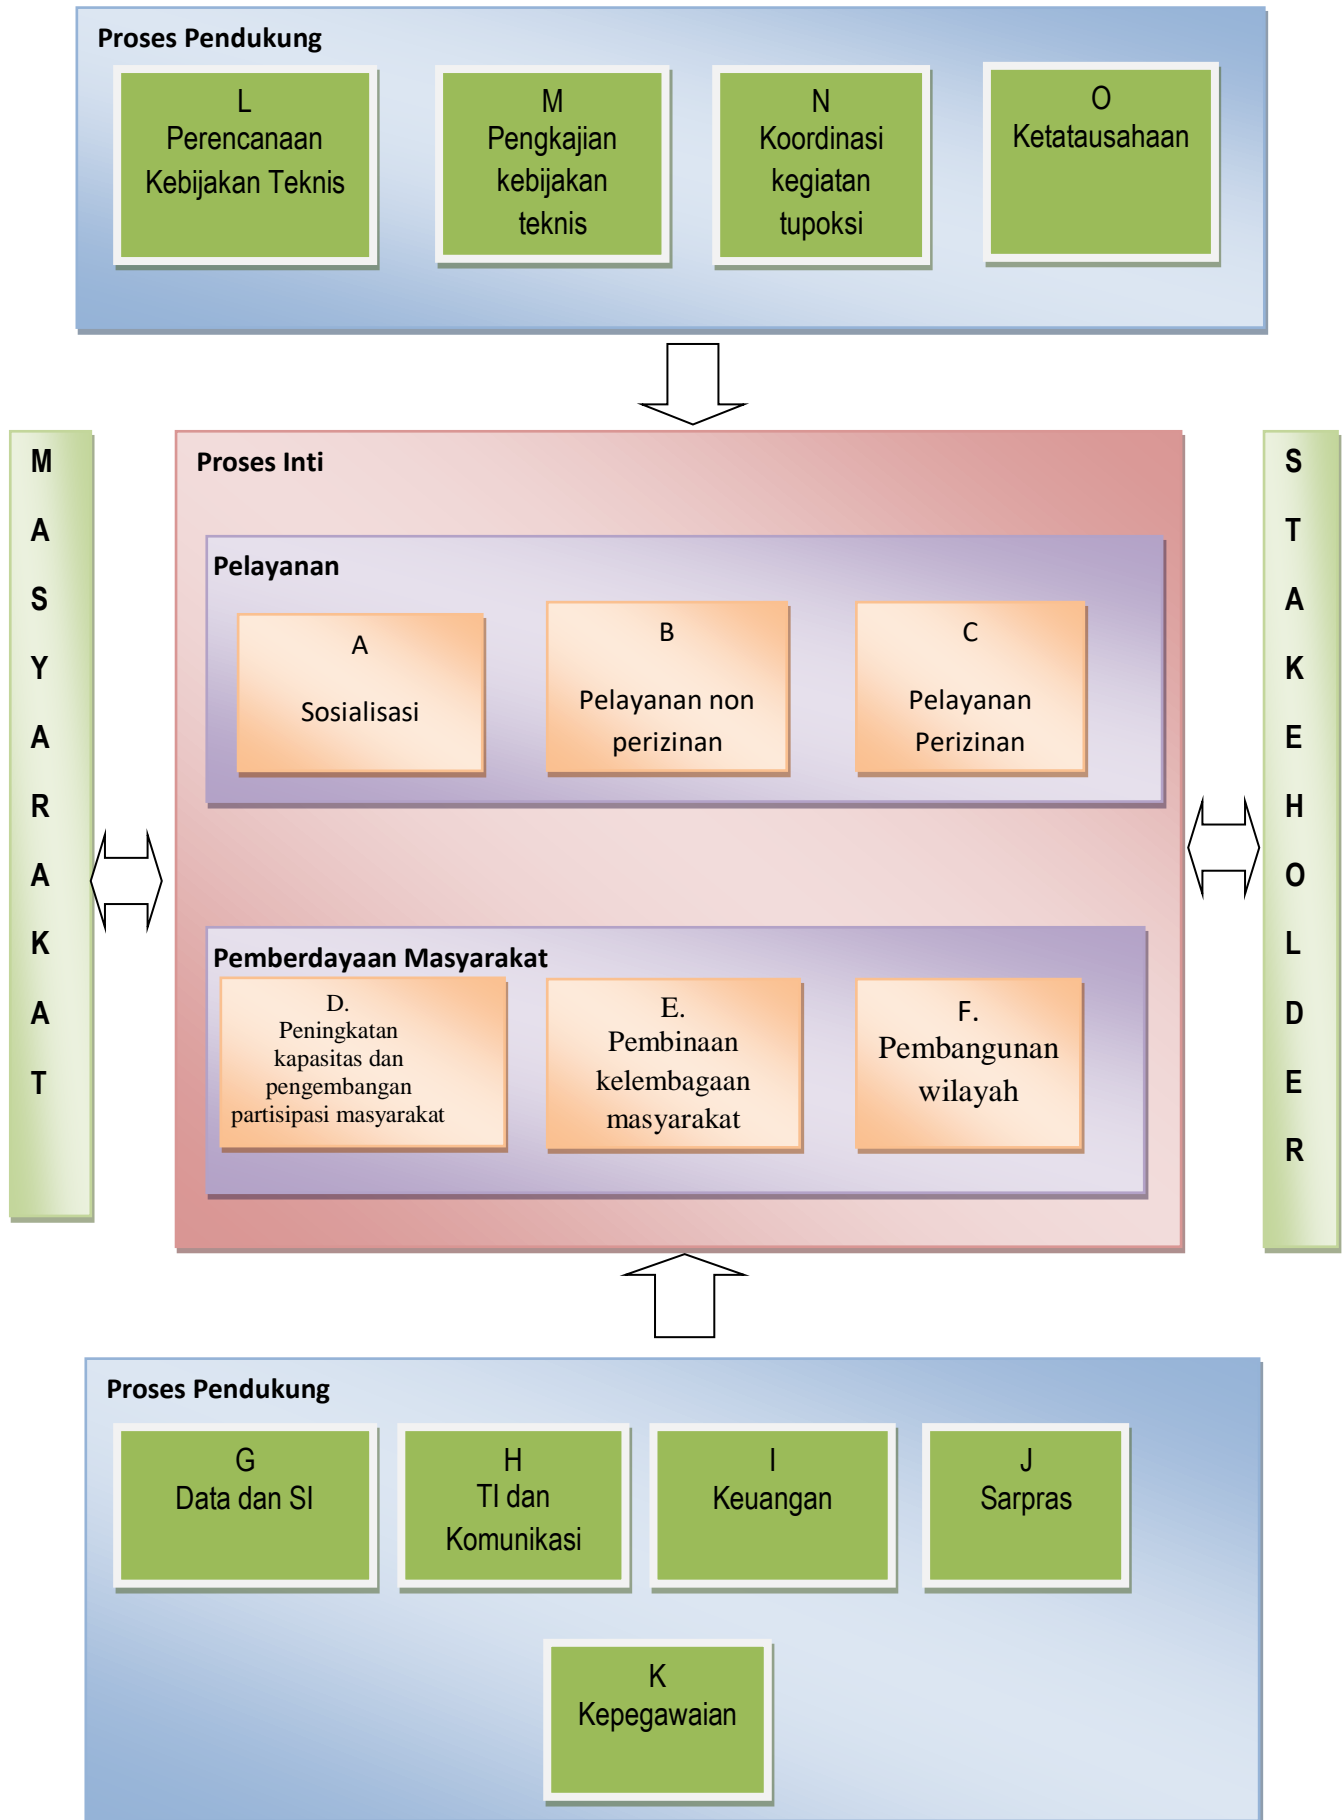 Proses Pendukung
L
Perencanaan
Kebijakan Teknis
M
Pengkajian
kebijakan
teknis
N
Koordinasi
kegiatan
tupoksi
O
Ketatausahaan
M
A
S
Y
A
R
A
K
A
T
Proses Inti
Pelayanan
A
Sosialisasi
B
Pelayanan non
perizinan
C
Pelayanan
Perizinan
Pemberdayaan Masyarakat
D.
Peningkatan
kapasitas dan
pengembangan
partisipasi masyarakat
E.
Pembinaan
kelembagaan
masyarakat
F.
Pembangunan
wilayah
S
T
A
K
E
H
O
L
D
E
R
Proses Pendukung
G
Data dan SI
H
TI dan
Komunikasi
I
Keuangan
J
Sarpras
K
Kepegawaian